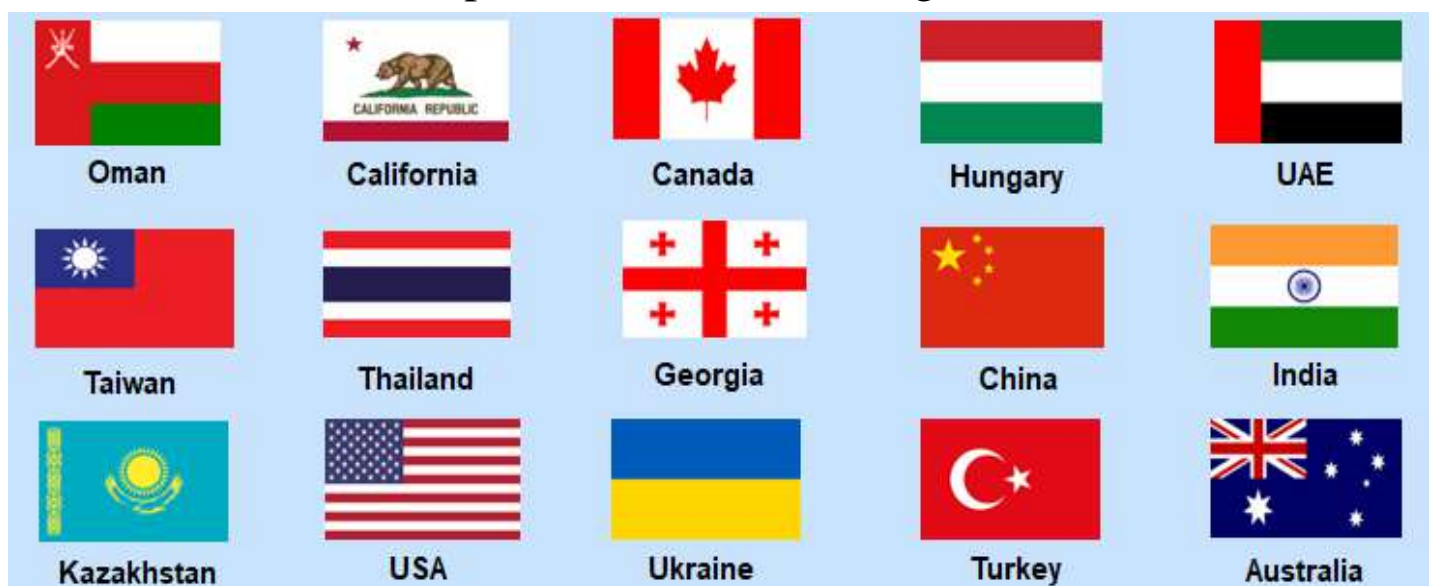 Oman California Canada Hungary UAE
CALIFORNIA REPUBLIC
Taiwan Thailand Georgia China India
Kazakhstan USA Ukraine Turkey Australia